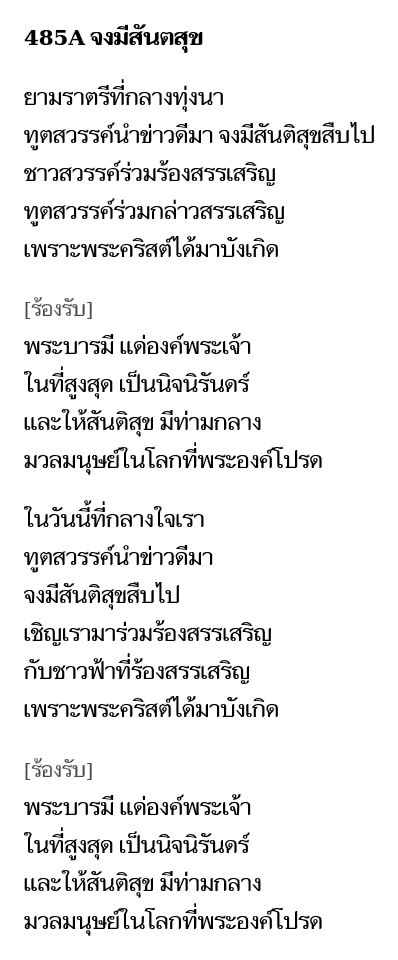 485A จงมีสันตสุข
ยามราตรีที่กลางทุ่งนา
ทูตสวรรค์นำข่าวดีมา จงมีสันติสุขสืบไป
ชาวสวรรค์ร่วมร้องสรรเสริญ
ทูตสวรรค์ร่วมกล่าวสรรเสริญ
เพราะพระคริสต์ได้มาบังเกิด
[ร้องรับ]
พระบารมี แด่องค์พระเจ้า
ในที่สูงสุด เป็นนิจนิรันดร์
และให้สันติสุข มีท่ามกลาง
มวลมนุษย์ในโลกที่พระองค์โปรด
ในวันนี้ที่กลางใจเรา
ทูตสวรรค์นำข่าวดีมา
จงมีสันติสุขสืบไป
เชิญเรามาร่วมร้องสรรเสริญ
กับชาวฟ้าที่ร้องสรรเสริญ
เพราะพระคริสต์ได้มาบังเกิด
[ร้องรับ]
พระบารมี แด่องค์พระเจ้า
ในที่สูงสุด เป็นนิจนิรันดร์
และให้สันติสุข มีท่ามกลาง
มวลมนุษย์ในโลกที่พระองค์โปรด